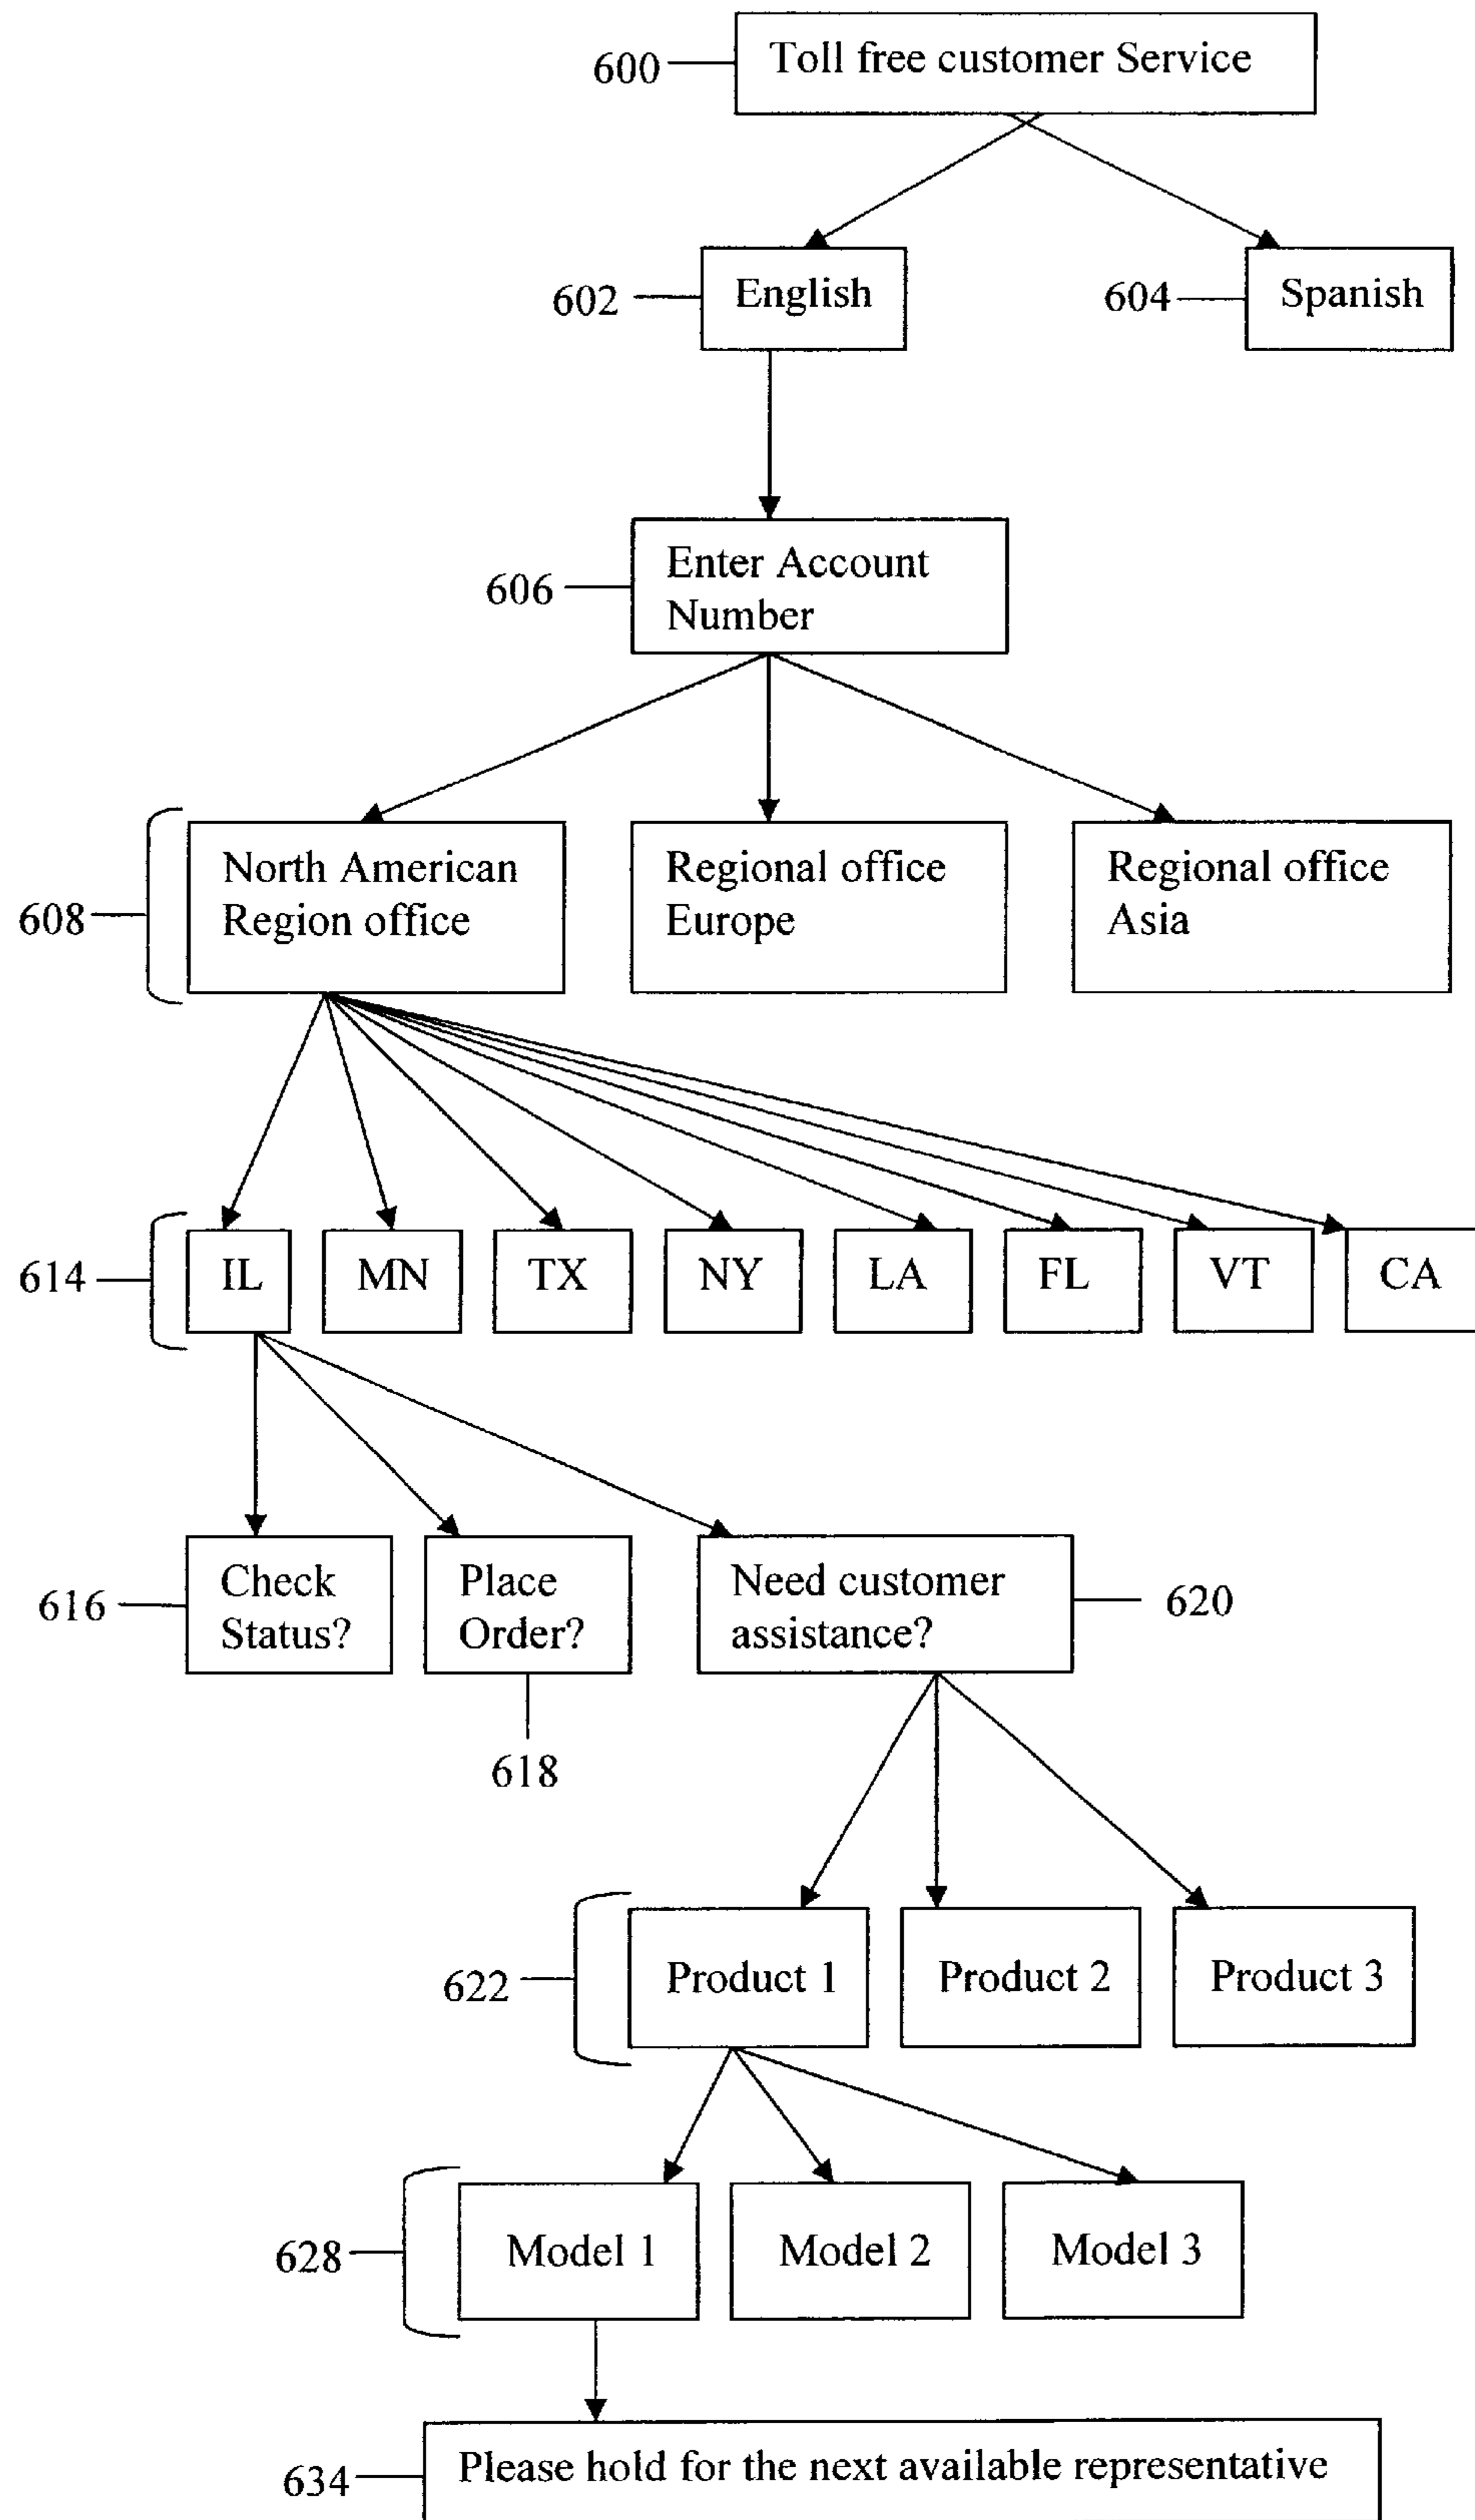 600
Toll free customer Service
602
English
604
Spanish
606
Enter Account
Number
608
North American
Region office
Regional office
Europe
Regional office
Asia
614
IL
MN
TX
NY
LA
FL
VT
CA
616
Check
Status?
Place
Order?
618
Need customer
assistance?
620
622
Product 1
Product 2
Product 3
628
Model 1
Model 2
Model 3
634
Please hold for the next available representative